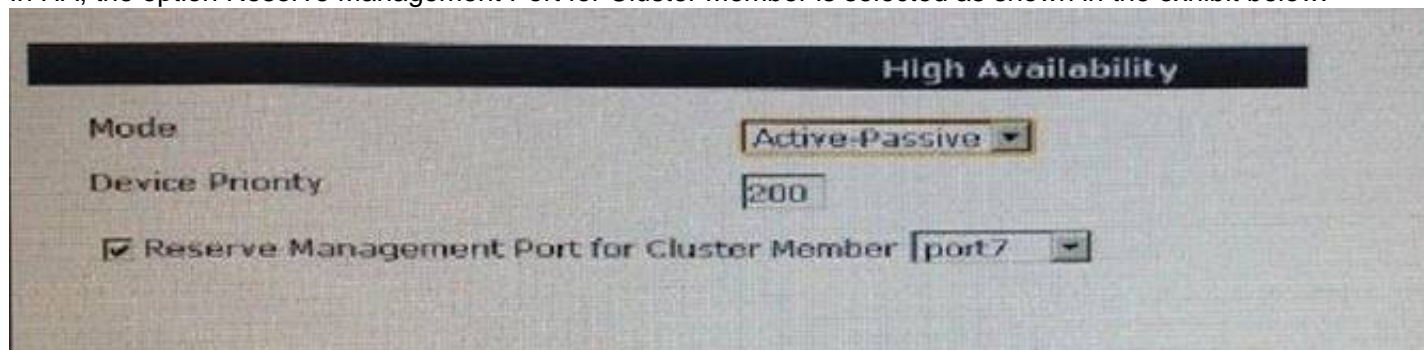 In HA, the option Reserve Management Port for Cluster Member is selected as shown in the exhibit below.
High Availability
Mode Active-Passive
Device Priority 200
Reserve Management Port for Cluster Member port7